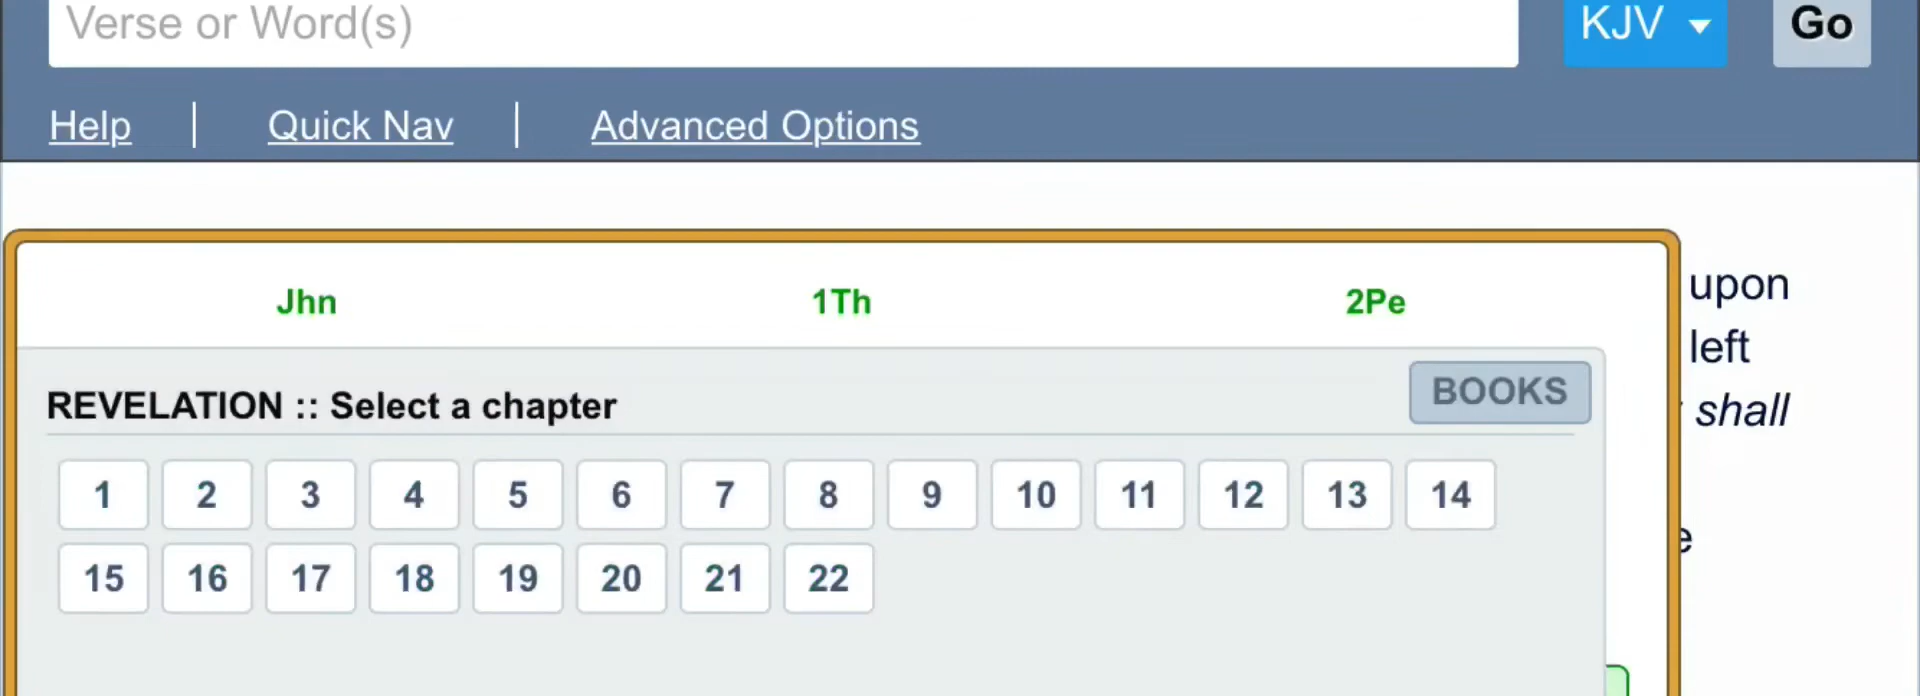 Verse or Word(s) KJV Go
Help | Quick Nav | Advanced Options
Jhn 1Th 2Pe
upon
left
shall
REVELATION :: Select a chapter BOOKS
1 2 3 4 5 6 7 8 9 10 11 12 13 14
15 16 17 18 19 20 21 22